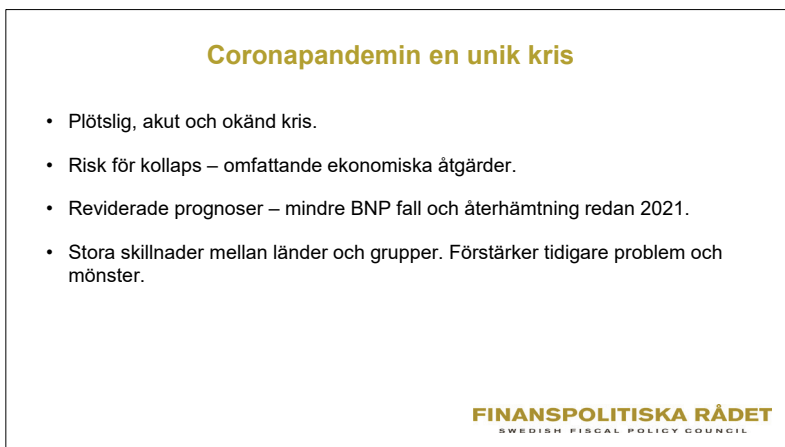 Coronapandemin en unik kris
• Plötslig, akut och okänd kris.
• Risk för kollaps – omfattande ekonomiska åtgärder.
• Reviderade prognoser – mindre BNP fall och återhämtning redan 2021.
• Stora skillnader mellan länder och grupper. Förstärker tidigare problem och
mönster.
FINANSPOLITISKA RÅDET
SWEDISH FISCAL POLICY COUNCIL